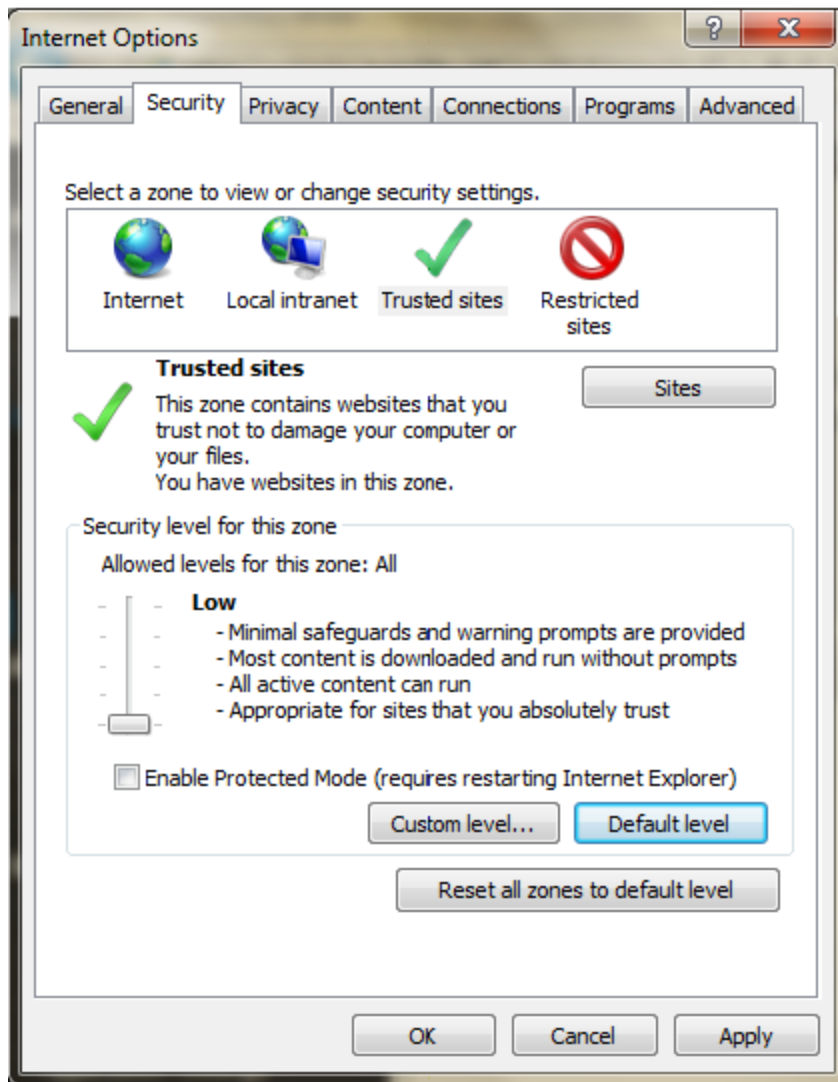 Internet Options
General Security Privacy Content Connections Programs Advanced
Select a zone to view or change security settings.
Internet Local intranet Trusted sites Restricted
sites
Trusted sites
Sites
This zone contains websites that you
trust not to damage your computer or
your files.
You have websites in this zone.
Security level for this zone
Allowed levels for this zone: All
Low
- Minimal safeguards and warning prompts are provided
- Most content is downloaded and run without prompts
- All active content can run
- Appropriate for sites that you absolutely trust
Enable Protected Mode (requires restarting Internet Explorer)
Custom level... Default level
Reset all zones to default level
OK Cancel Apply